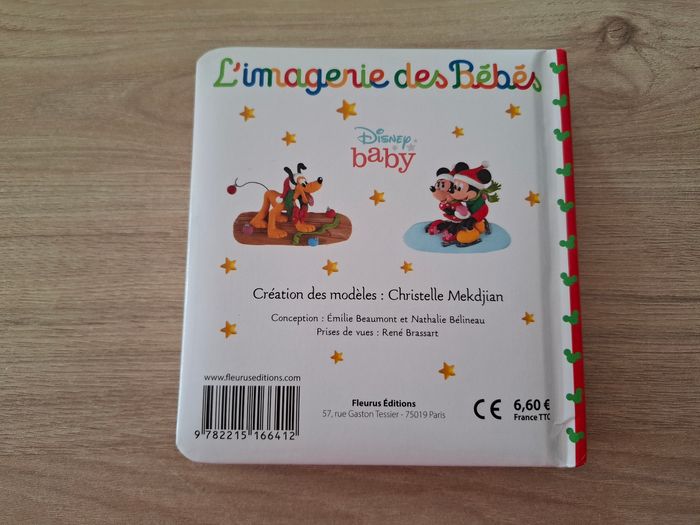 L'imagerie des Bébés
Disney
baby
Création des modèles : Christelle Mekdjian
Conception : Émilie Beaumont et Nathalie Bélineau
Prises de vues : René Brassart
www.fleuruseditions.com
9 782215 166412
Fleurus Éditions
57, rue Gaston Tessier - 75019 Paris
CE
6,60 €
France TTC